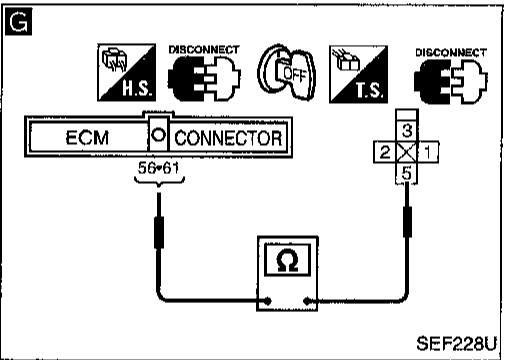 G
H.S.
DISCONNECT
OFF
T.S.
DISCONNECT
ECM CONNECTOR
56•61
3
2 1
5
Ω
SEF228U